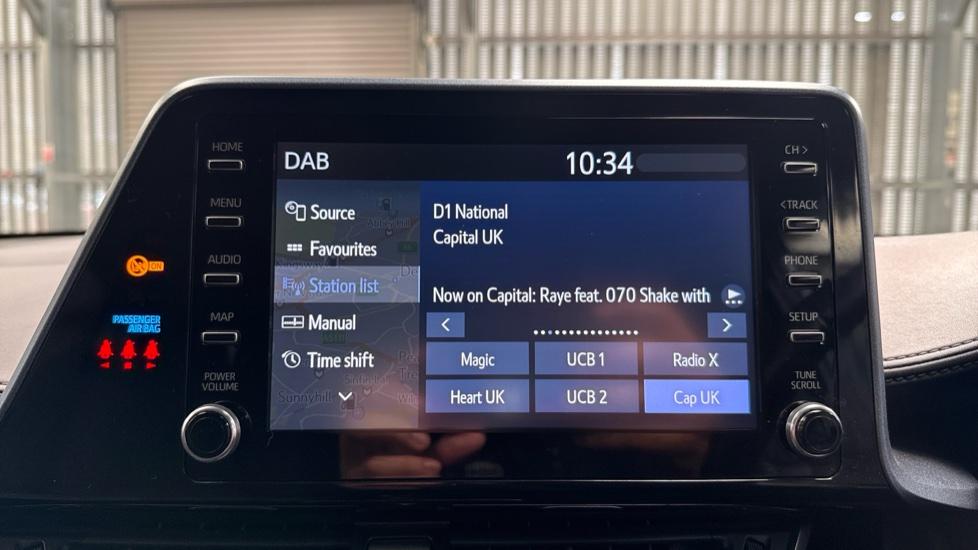 HOME
MENU
AUDIO
MAP
POWER
VOLUME
ON
PASSENGER
AIR BAG
DAB
10:34
Source
Favourites
Station list
Manual
Time shift
Sunnyhill
D1 National
Capital UK
Now on Capital: Raye feat. 070 Shake with
Magic
UCB 1
Radio X
Heart UK
UCB 2
Cap UK
CH >
< TRACK
PHONE
SETUP
TUNE
SCROLL